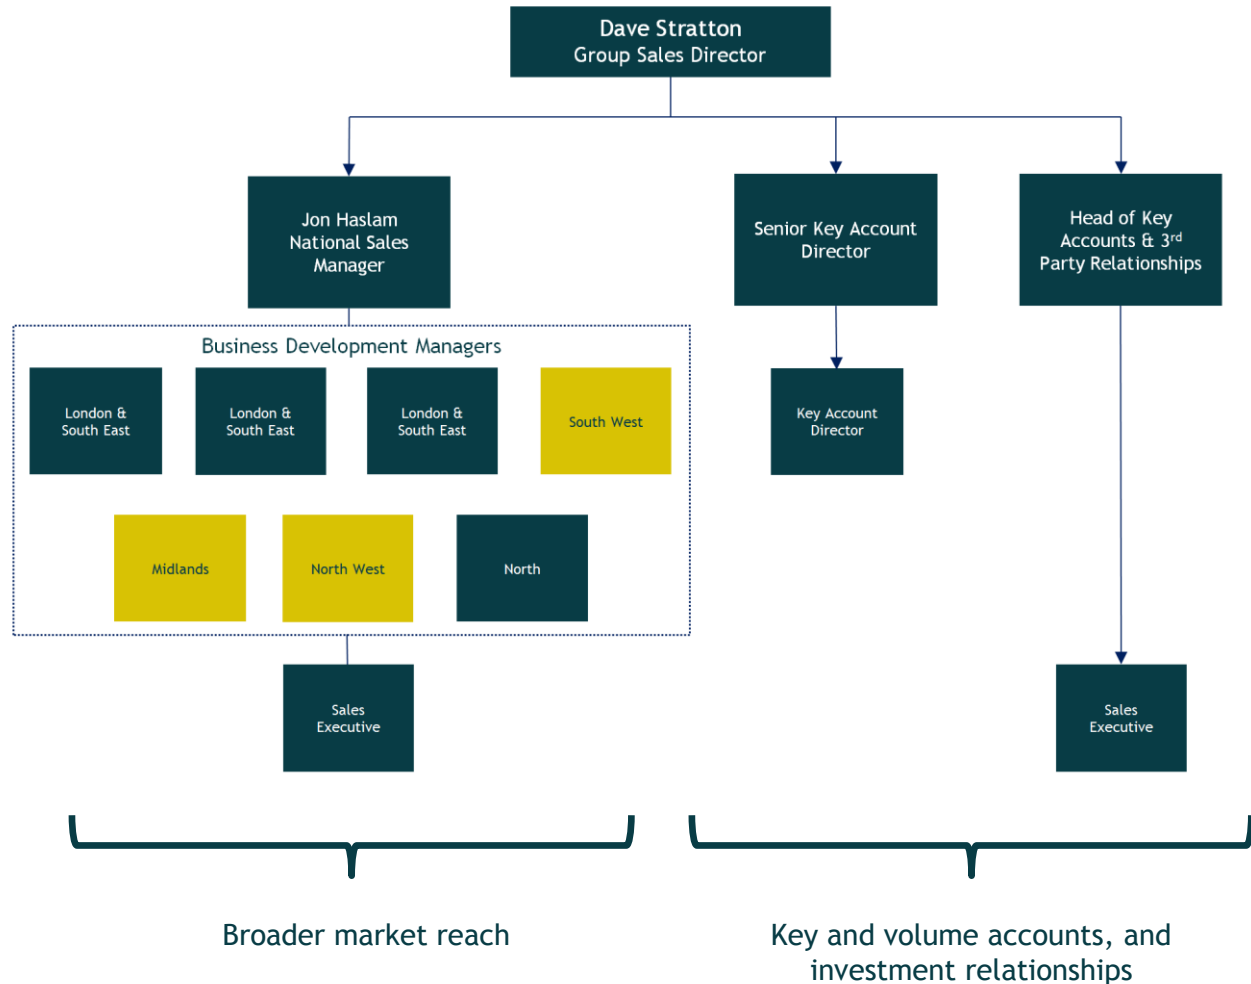 Dave Stratton
Group Sales Director
Jon Haslam
National Sales
Manager
Senior Key Account
Director
Head of Key
Accounts & 3rd
Party Relationships
Business Development Managers
London &
South East
London &
South East
London &
South East
South West
Key Account
Director
Midlands
North West
North
Sales
Executive
Sales
Executive
Broader market reach
Key and volume accounts, and
investment relationships